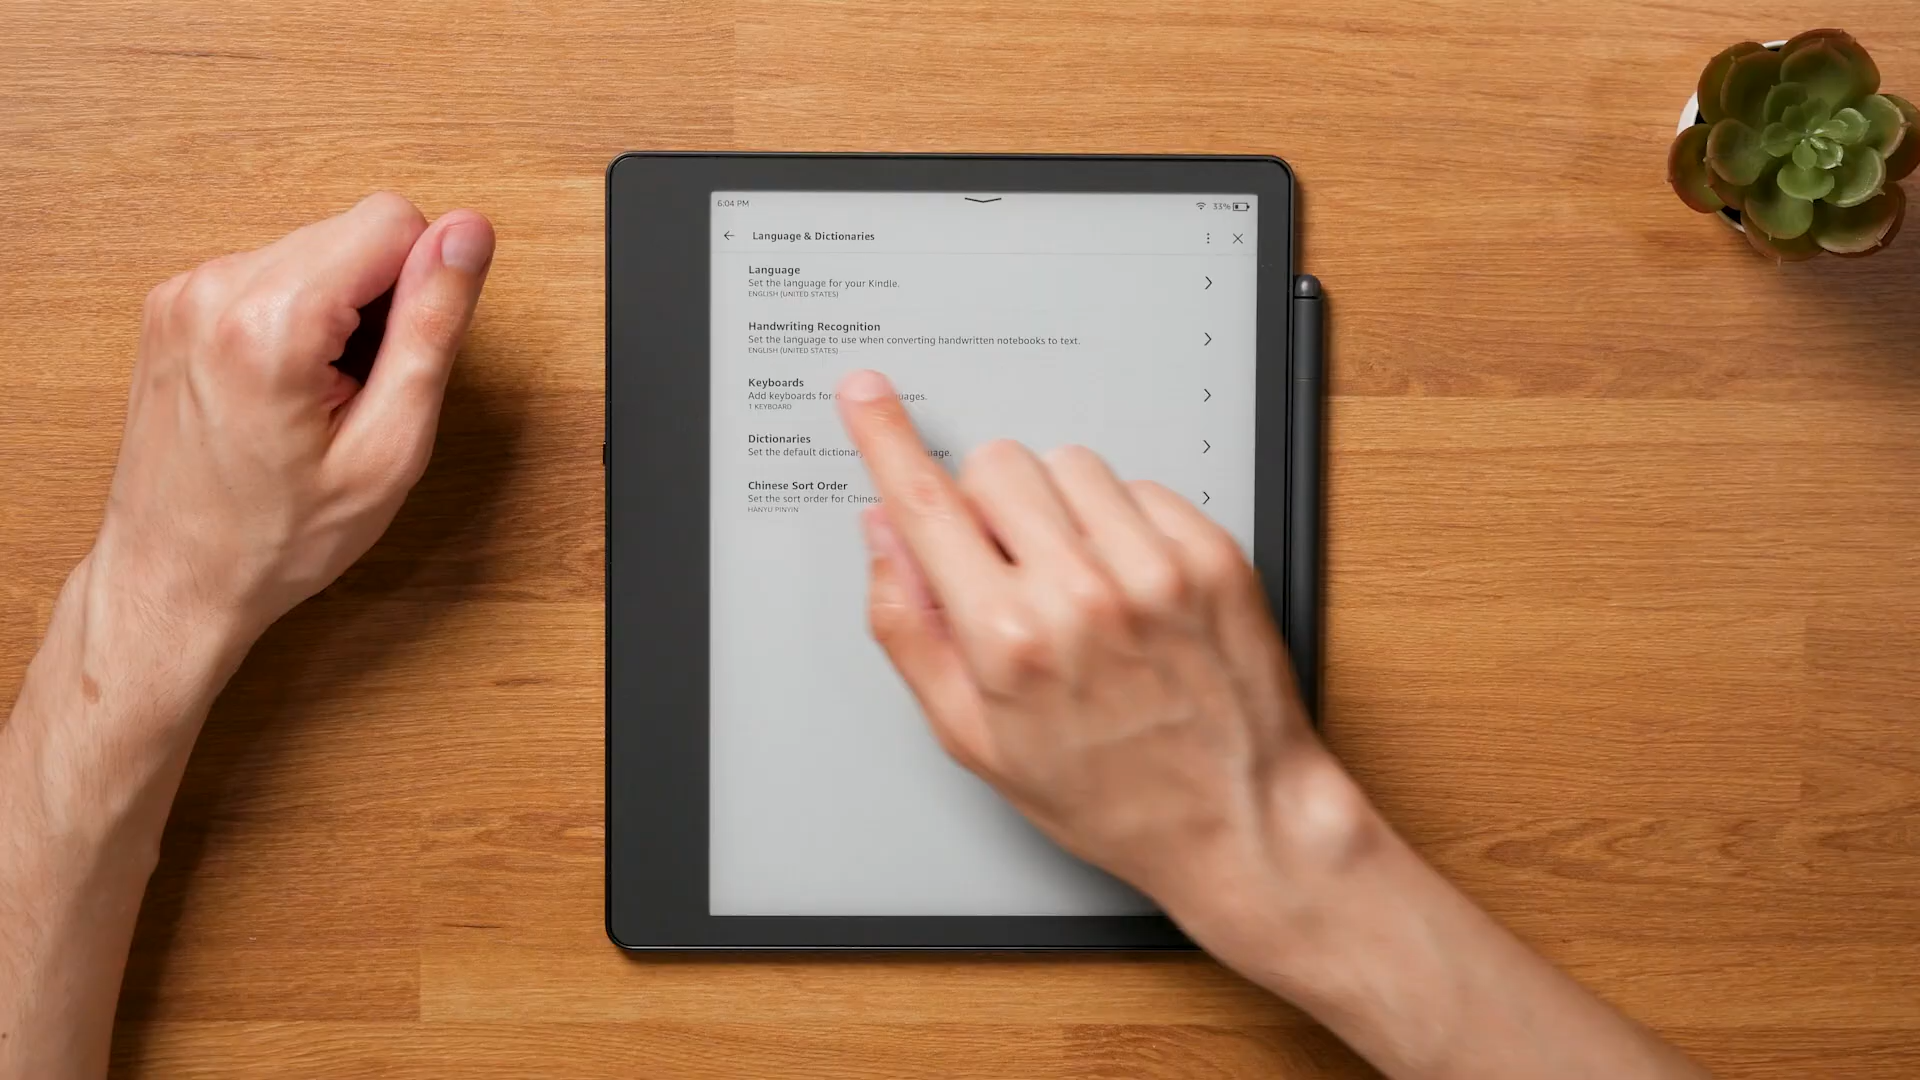 6:04 PM 33%
Language & Dictionaries
Language
Set the language for your Kindle.
ENGLISH (UNITED STATES)
Handwriting Recognition
Set the language to use when converting handwritten notebooks to text.
ENGLISH (UNITED STATES)
Keyboards
Add keyboards for
1 KEYBOARD
Dictionaries
Set the default
Chinese Sort Order
Set the sort order for Chinese
HANYU PINYIN